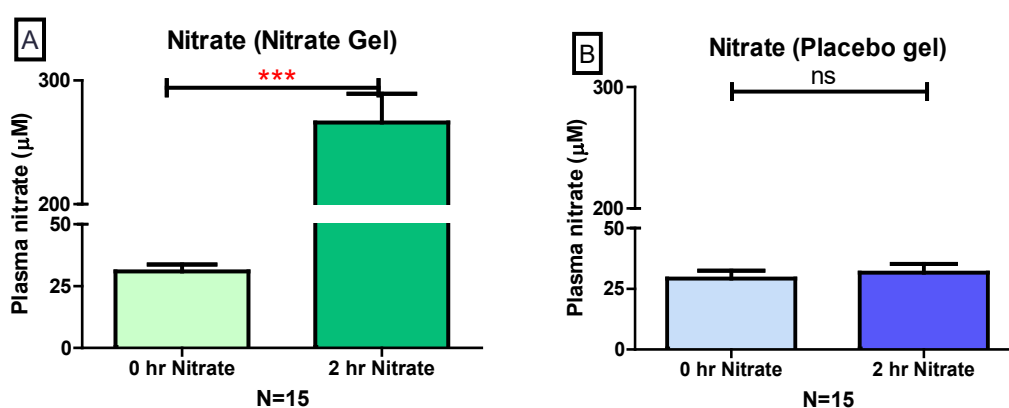 A
Nitrate (Nitrate Gel)
***
Plasma nitrate (μM)
300
200
50
25
0
0 hr Nitrate
2 hr Nitrate
N=15
B
Nitrate (Placebo gel)
ns
Plasma nitrate (μM)
300
200
50
25
0
0 hr Nitrate
2 hr Nitrate
N=15